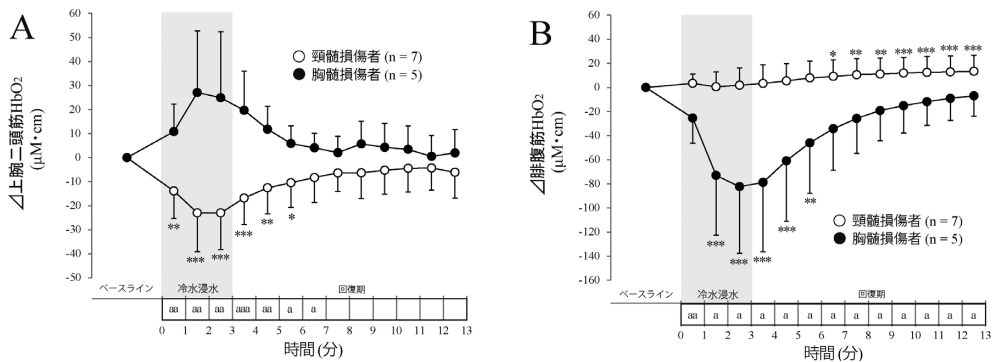 A
⊿上腕二頭筋HbO₂
(μM・cm)
60
50
40
30
20
10
0
-10
-20
-30
-40
-50
頸髄損傷者 (n = 7)
胸髄損傷者 (n = 5)
** *** *** *** ** *
ベースライン 冷水浸水 回復期
aa aa aa aaa aa a a
0 1 2 3 4 5 6 7 8 9 10 11 12 13
時間 (分)
B
⊿腓腹筋HbO₂
(μM・cm)
60
40
20
0
-20
-40
-60
-80
-100
-120
-140
-160
* ** ** *** *** *** ***
*** *** *** *** **
頸髄損傷者 (n = 7)
胸髄損傷者 (n = 5)
ベースライン 冷水浸水 回復期
aa a a a a a a a a a a a a
0 1 2 3 4 5 6 7 8 9 10 11 12 13
時間 (分)